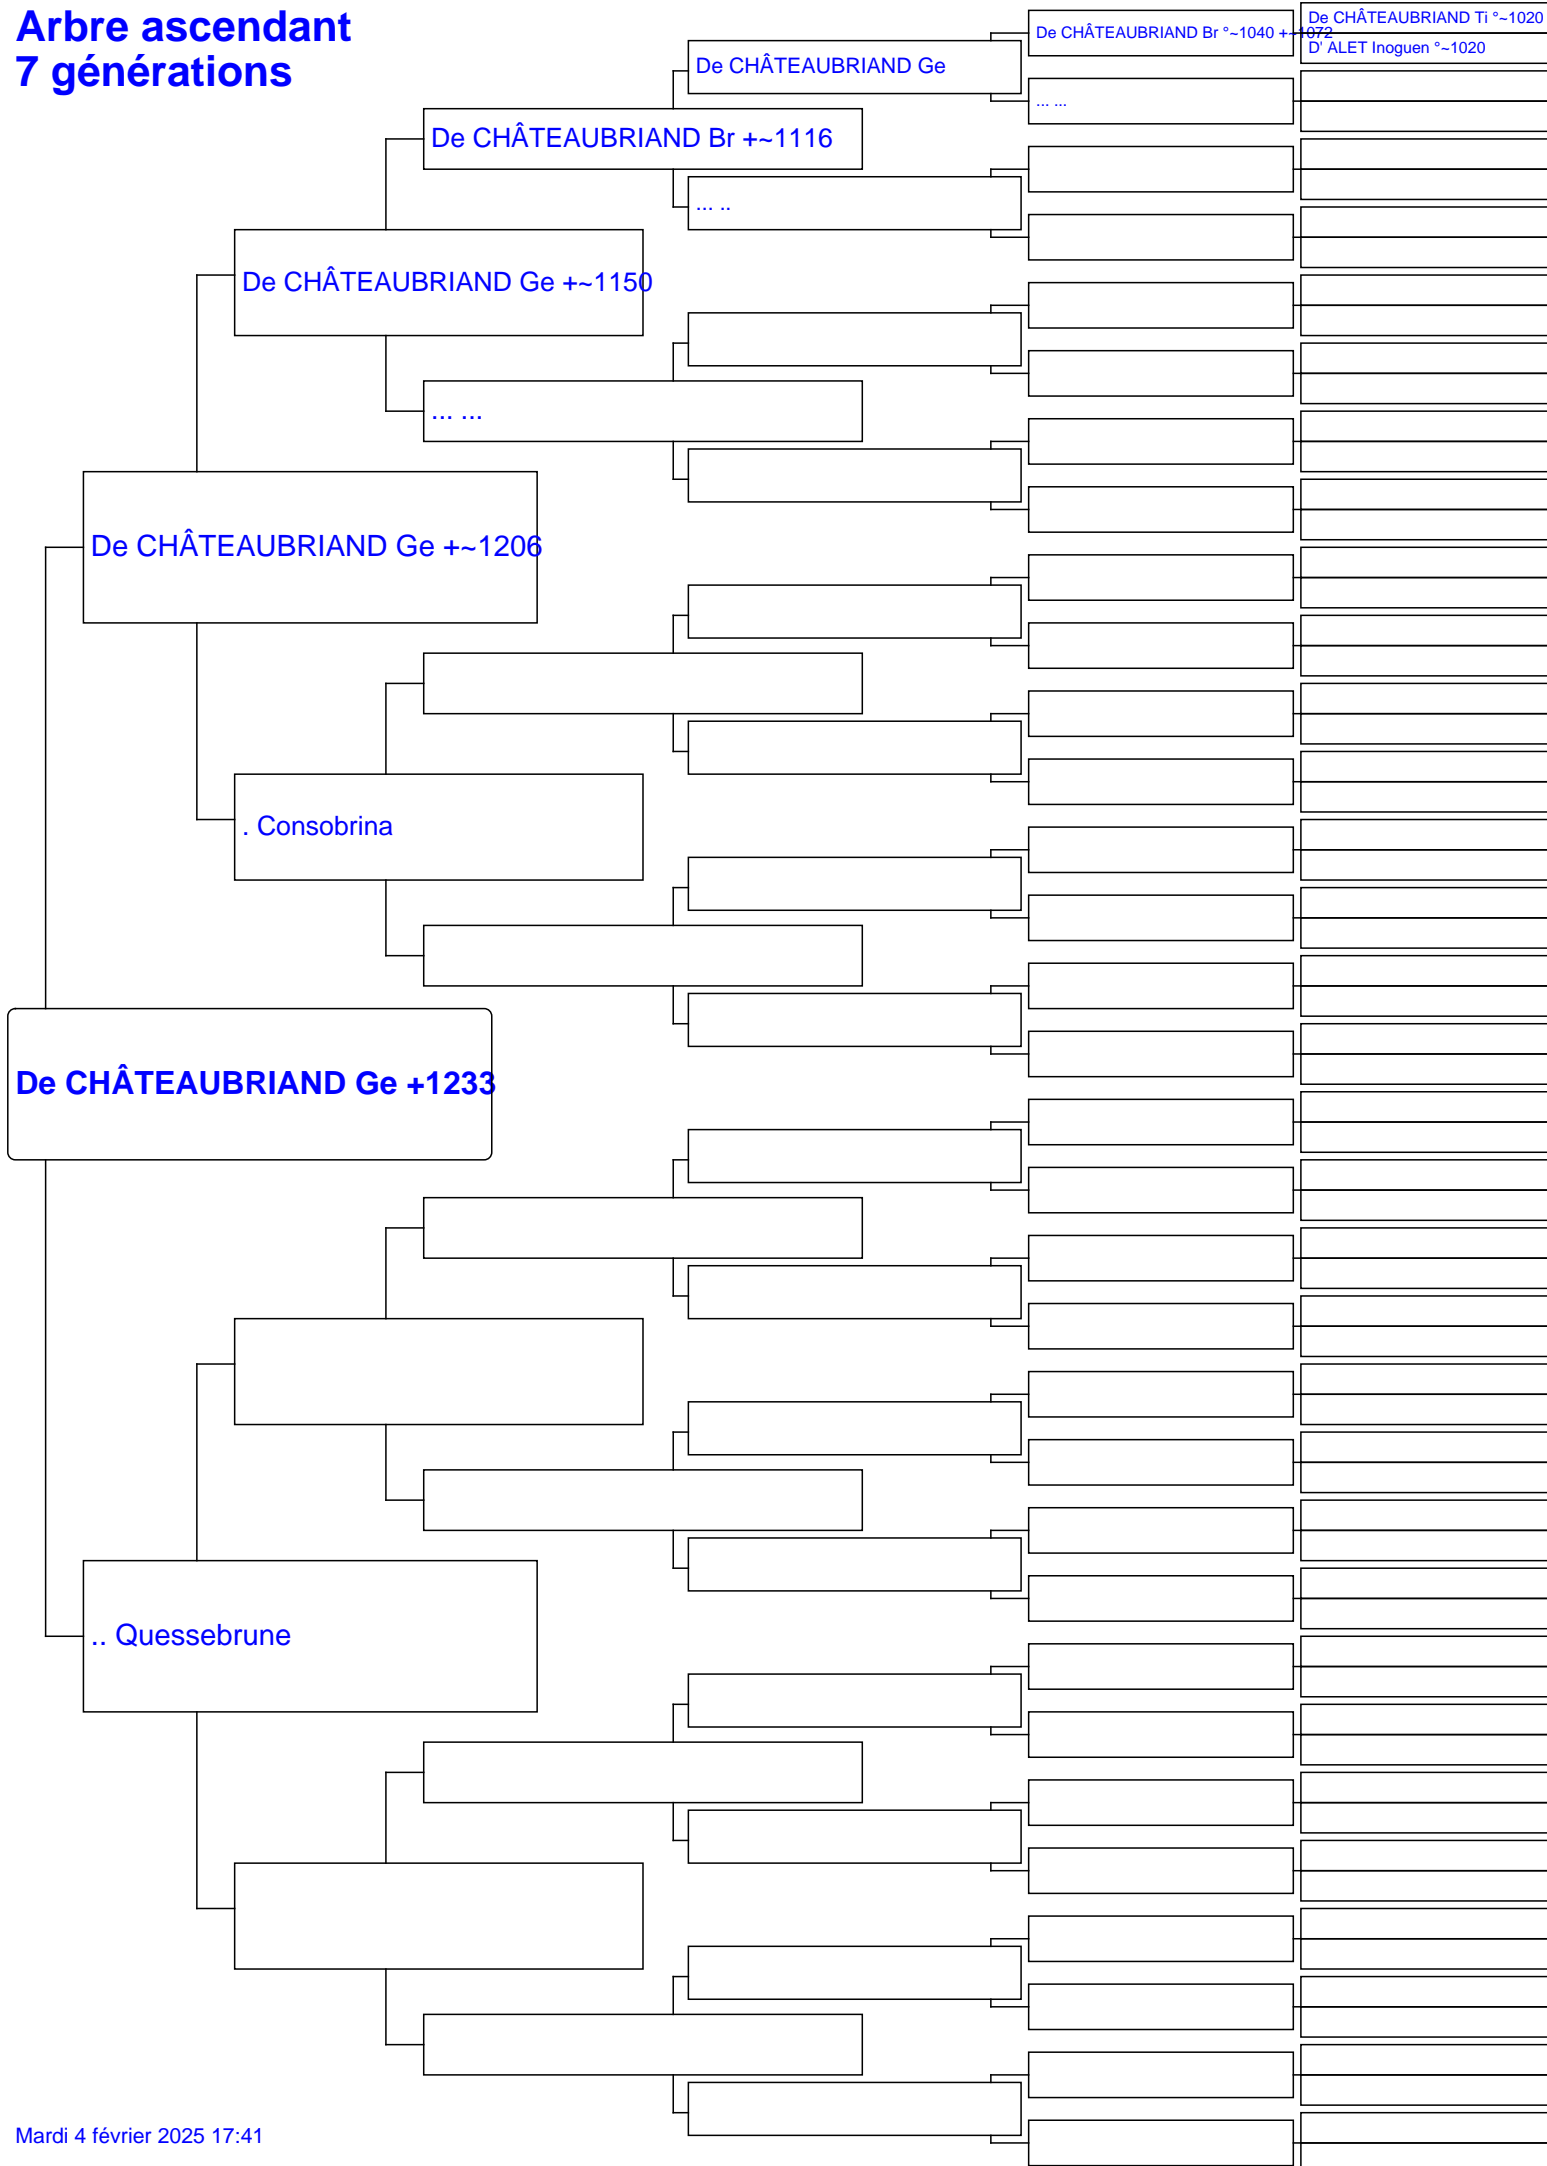 Arbre ascendant
7 générations
De CHÂTEAUBRIAND Ti °~1020
De CHÂTEAUBRIAND Br °~1040 +~1072
D' ALET Inoguen °~1020
De CHÂTEAUBRIAND Ge
... ...
De CHÂTEAUBRIAND Br +~1116
... ..
De CHÂTEAUBRIAND Ge +~1150
... ...
De CHÂTEAUBRIAND Ge +~1206
. Consobrina
De CHÂTEAUBRIAND Ge +1233
.. Quessebrune
Mardi 4 février 2025 17:41